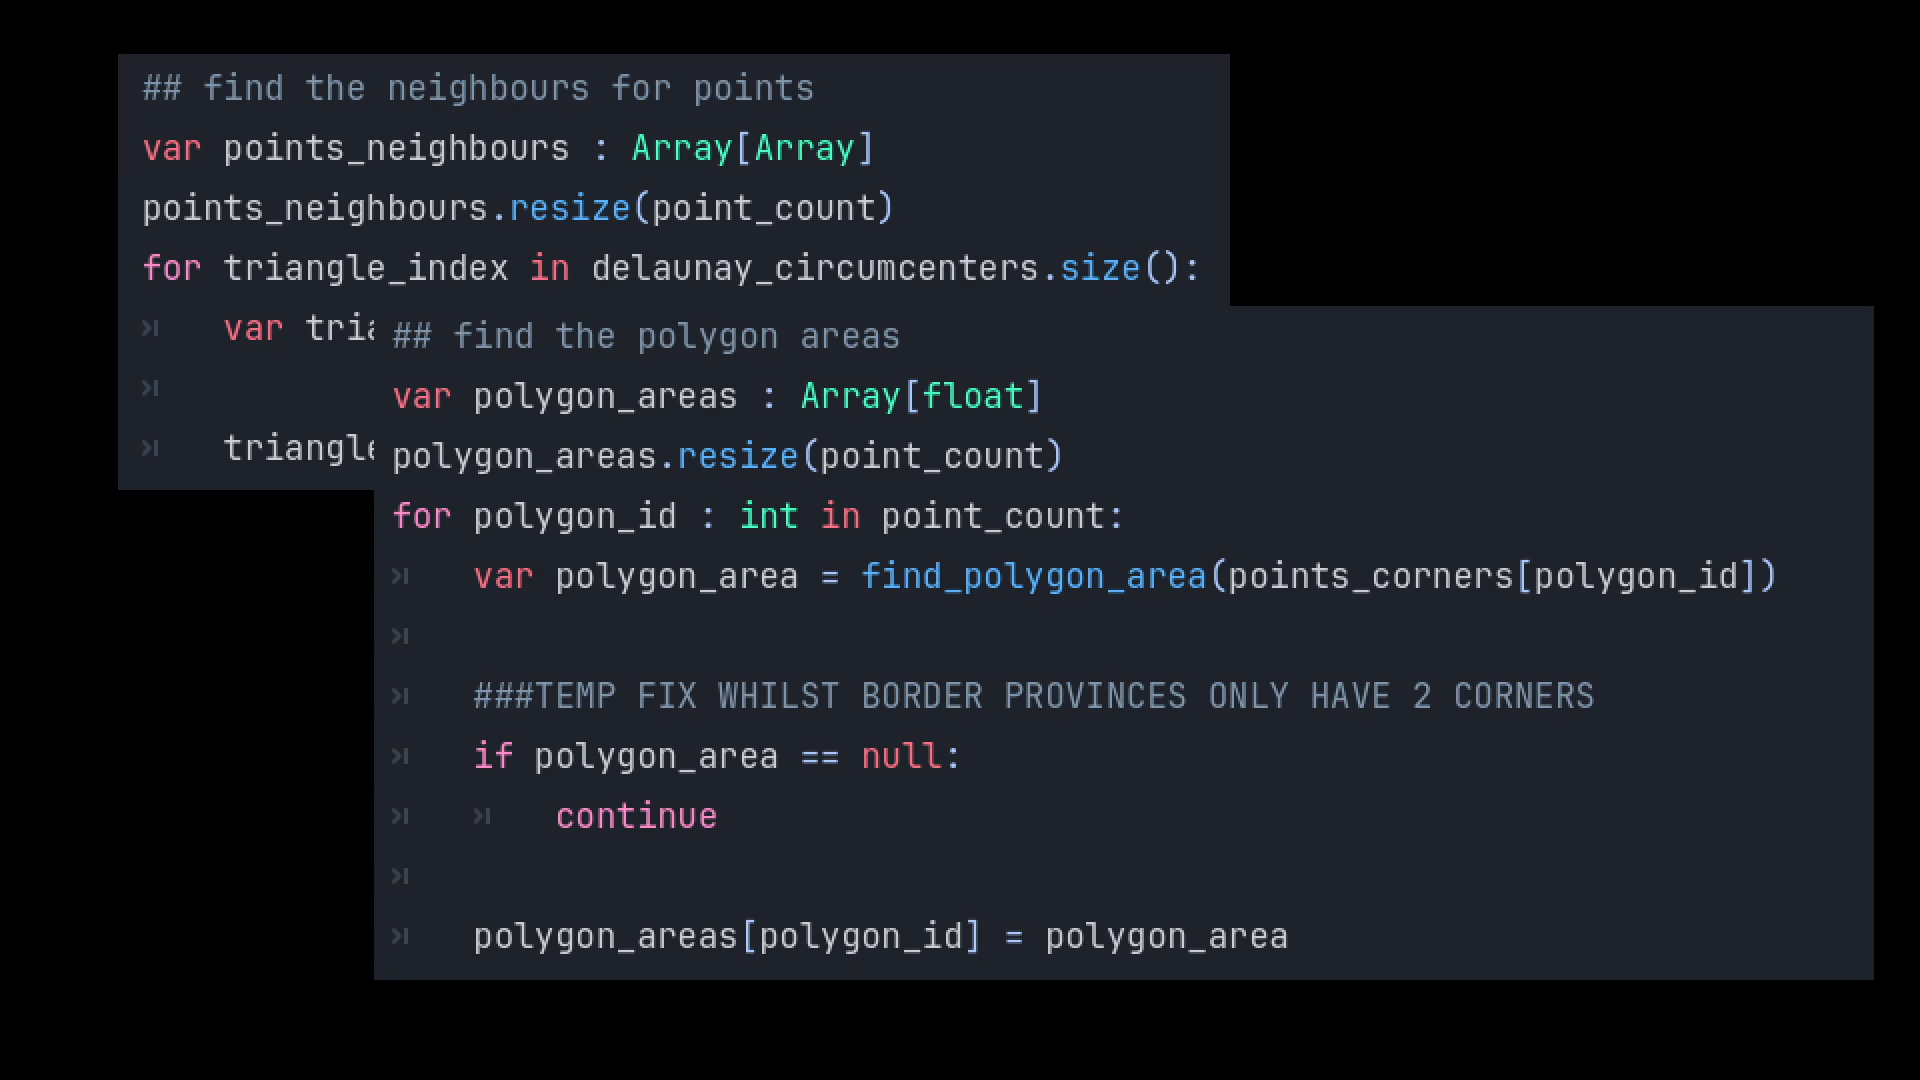 ## find the neighbours for points
var points_neighbours : Array[Array]
points_neighbours.resize(point_count)
for triangle_index in delaunay_circumcenters.size():
var
## find the polygon areas
var polygon_areas : Array[float]
polygon_areas.resize(point_count)
for polygon_id : int in point_count:
var polygon_area = find_polygon_area(points_corners[polygon_id])
###TEMP FIX WHILST BORDER PROVINCES ONLY HAVE 2 CORNERS
if polygon_area == null:
continue
polygon_areas[polygon_id] = polygon_area